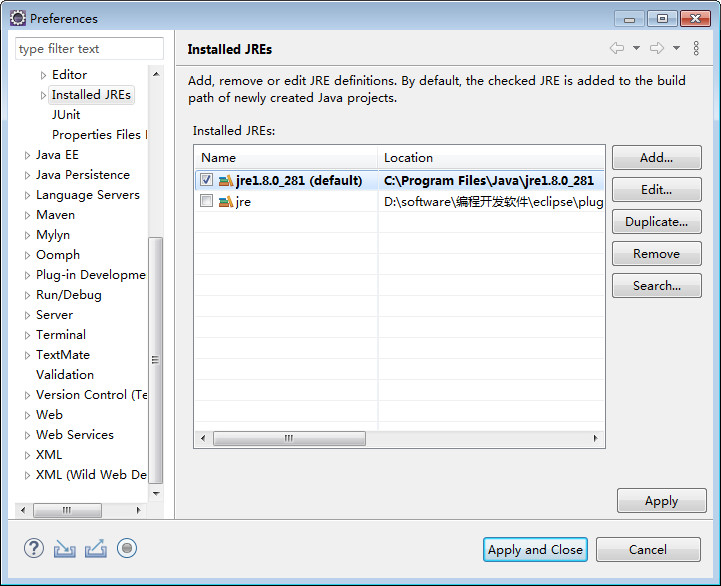 Preferences
type filter text
Editor
Installed JREs
JUnit
Properties Files
Java EE
Java Persistence
Language Servers
Maven
Mylyn
Oomph
Plug-in Developme
Run/Debug
Server
Terminal
TextMate
Validation
Version Control (Te
Web
Web Services
XML
XML (Wild Web De
Installed JREs
Add, remove or edit JRE definitions. By default, the checked JRE is added to the build
path of newly created Java projects.
Installed JREs:
Name Location
jre1.8.0_281 (default) C:\Program Files\Java\jre1.8.0_281
jre D:\software\编程开发软件\eclipse\plug
Add...
Edit...
Duplicate...
Remove
Search...
Apply
Apply and Close
Cancel